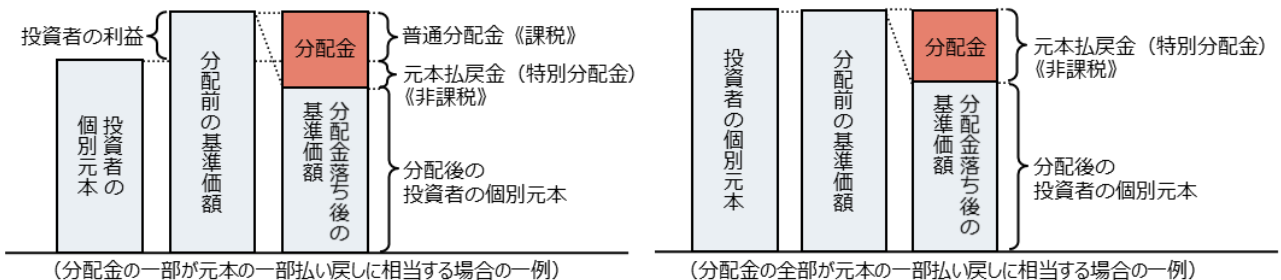 投資者の利益
投資者の
個別元本
分配前の基準価額
分配金
分配金落ち後の
基準価額
普通分配金《課税》
元本払戻金（特別分配金）
《非課税》
分配後の
投資者の個別元本
（分配金の一部が元本の一部払い戻しに相当する場合の一例）
投資者の個別元本
分配前の基準価額
分配金
分配金落ち後の
基準価額
元本払戻金（特別分配金）
《非課税》
分配後の
投資者の個別元本
（分配金の全部が元本の一部払い戻しに相当する場合の一例）